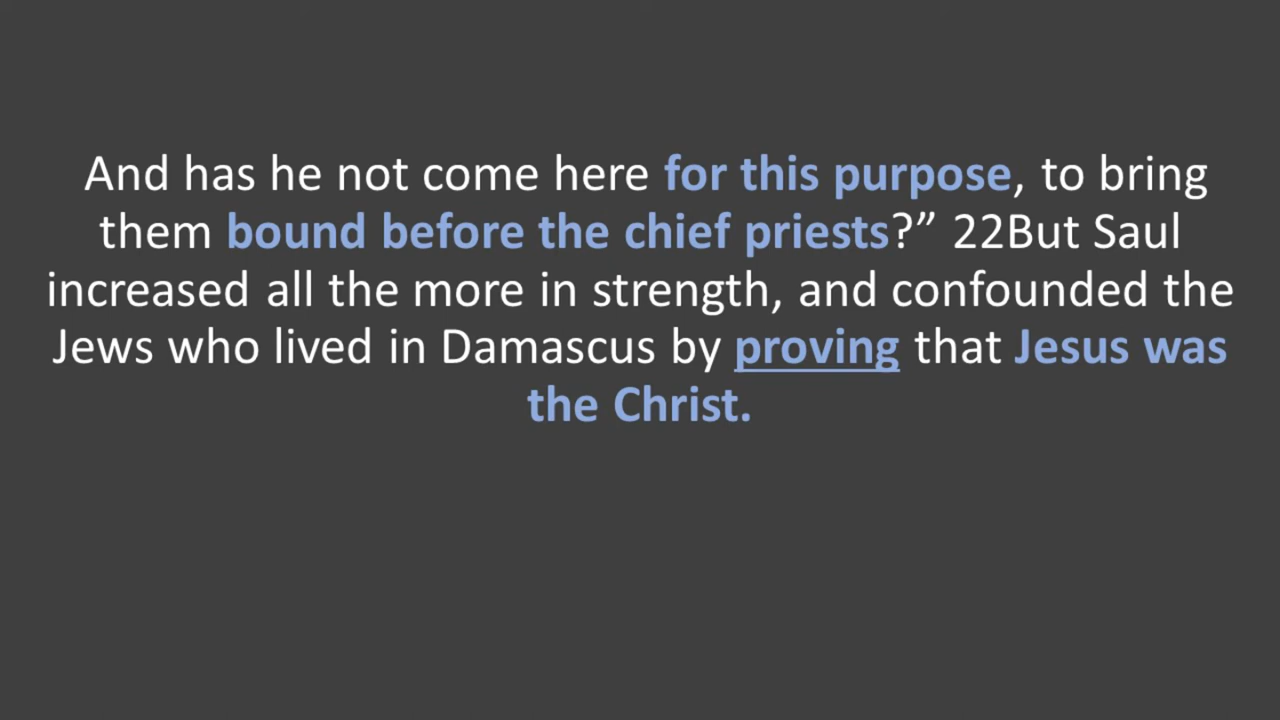 And has he not come here for this purpose, to bring
them bound before the chief priests?” 22But Saul
increased all the more in strength, and confounded the
Jews who lived in Damascus by proving that Jesus was
the Christ.